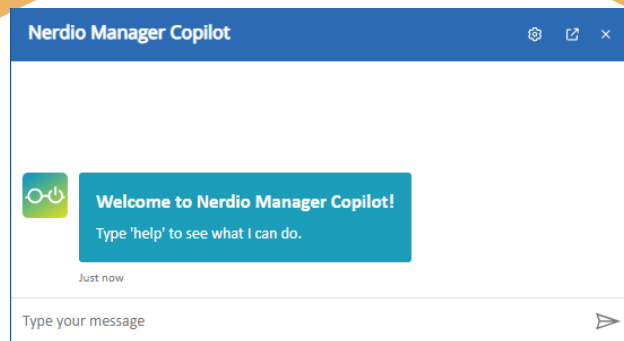 Nerdio Manager Copilot
Welcome to Nerdio Manager Copilot!
Type 'help' to see what I can do.
Just now
Type your message